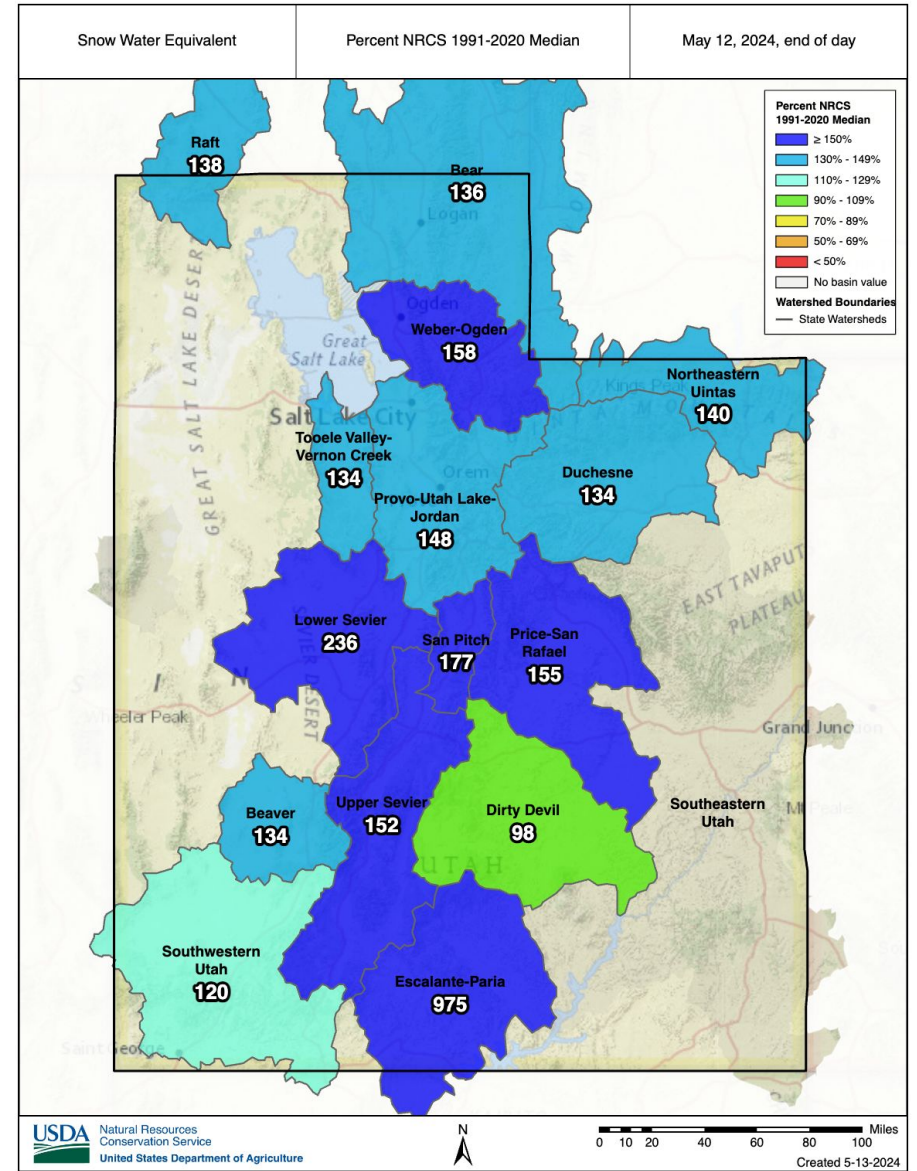 Snow Water Equivalent
Percent NRCS 1991-2020 Median
May 12, 2024, end of day
Percent NRCS
1991-2020 Median
≥ 150%
130% - 149%
110% - 129%
90% - 109%
70% - 89%
50% - 69%
< 50%
No basin value
Watershed Boundaries
State Watersheds
Raft
138
Bear
136
Logan
Ogden
Weber-Ogden
158
Great
Salt Lake
GREAT SALT LAKE DESERT
Kings Peak
Northeastern
Uintas
140
Salt Lake City
Tooele Valley-
Vernon Creek
134
Orem
Provo-Utah Lake-
Jordan
148
Duchesne
134
EAST TAVAPUT
PLATEAU
Lower Sevier
236
San Pitch
177
Price-San
Rafael
155
SEVIER DESERT
Wheeler Peak
Grand Junction
Beaver
134
Upper Sevier
152
Dirty Devil
98
Southeastern
Utah
UTAH
Southwestern
Utah
120
Escalante-Paria
975
Saint George
USDA
Natural Resources
Conservation Service
United States Department of Agriculture
N
Miles
0 10 20 40 60 80 100
Created 5-13-2024